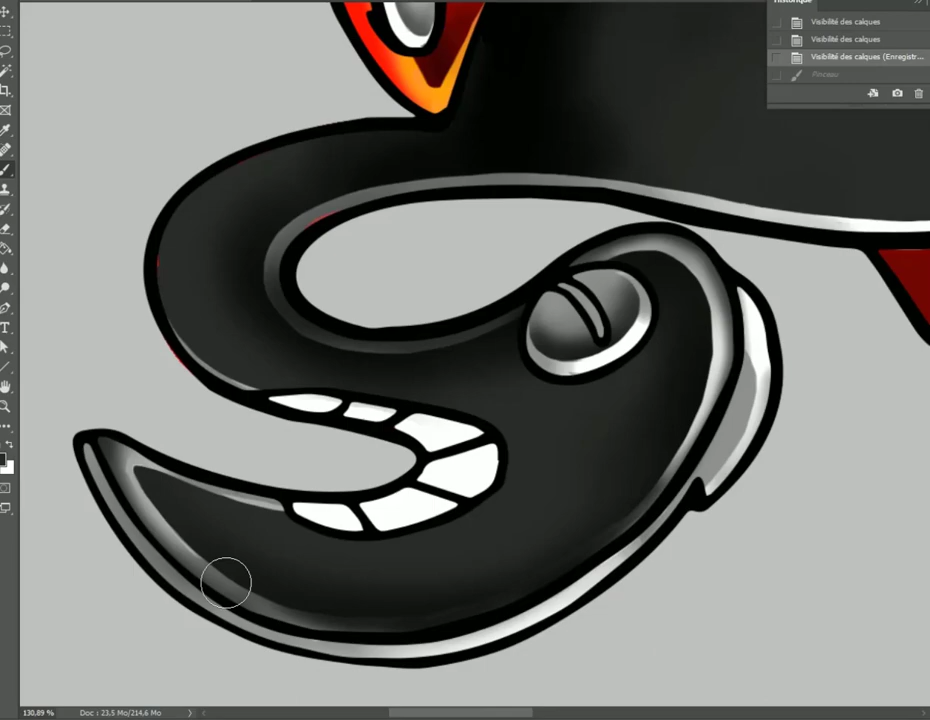 Historique
Visibilité des calques
Visibilité des calques
Visibilité des calques (Enregistr...
Pinceau
130,89 %
Doc : 23,5 Mo/214,6 Mo